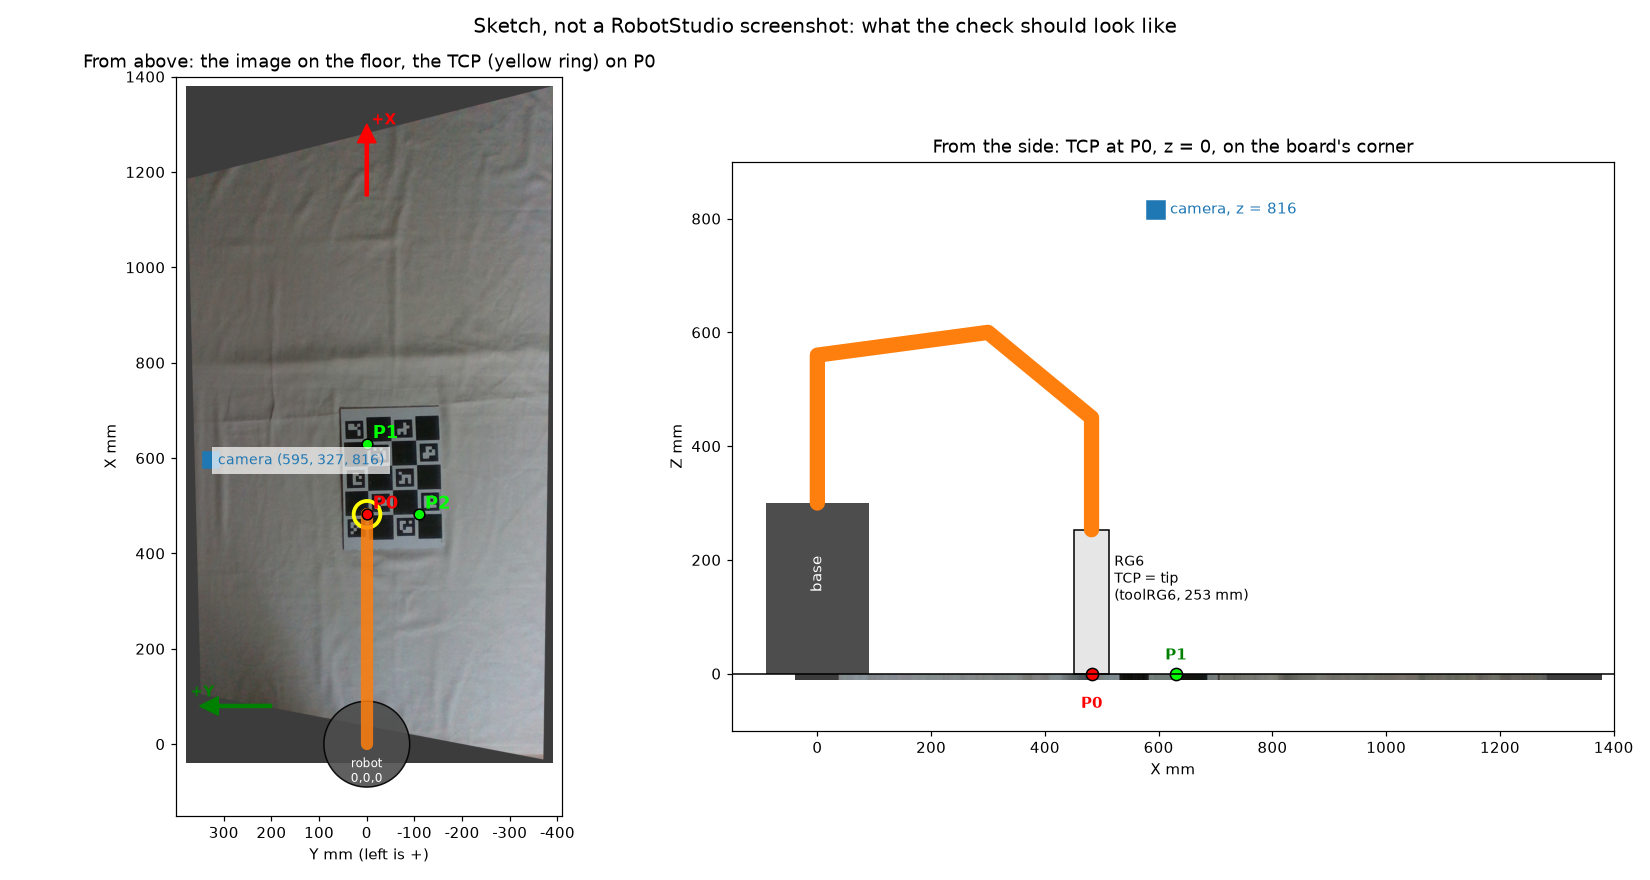 Sketch, not a RobotStudio screenshot: what the check should look like
From above: the image on the floor, the TCP (yellow ring) on P0
1400
1200
1000
800
600
400
200
0
X mm
+X
P1
camera (595, 327, 816)
P0
P2
+Y
robot
0,0,0
300 200 100 0 -100 -200 -300 -400
Y mm (left is +)
From the side: TCP at P0, z = 0, on the board's corner
800
600
400
200
0
Z mm
camera, z = 816
base
RG6
TCP = tip
(toolRG6, 253 mm)
P1
P0
0 200 400 600 800 1000 1200 1400
X mm